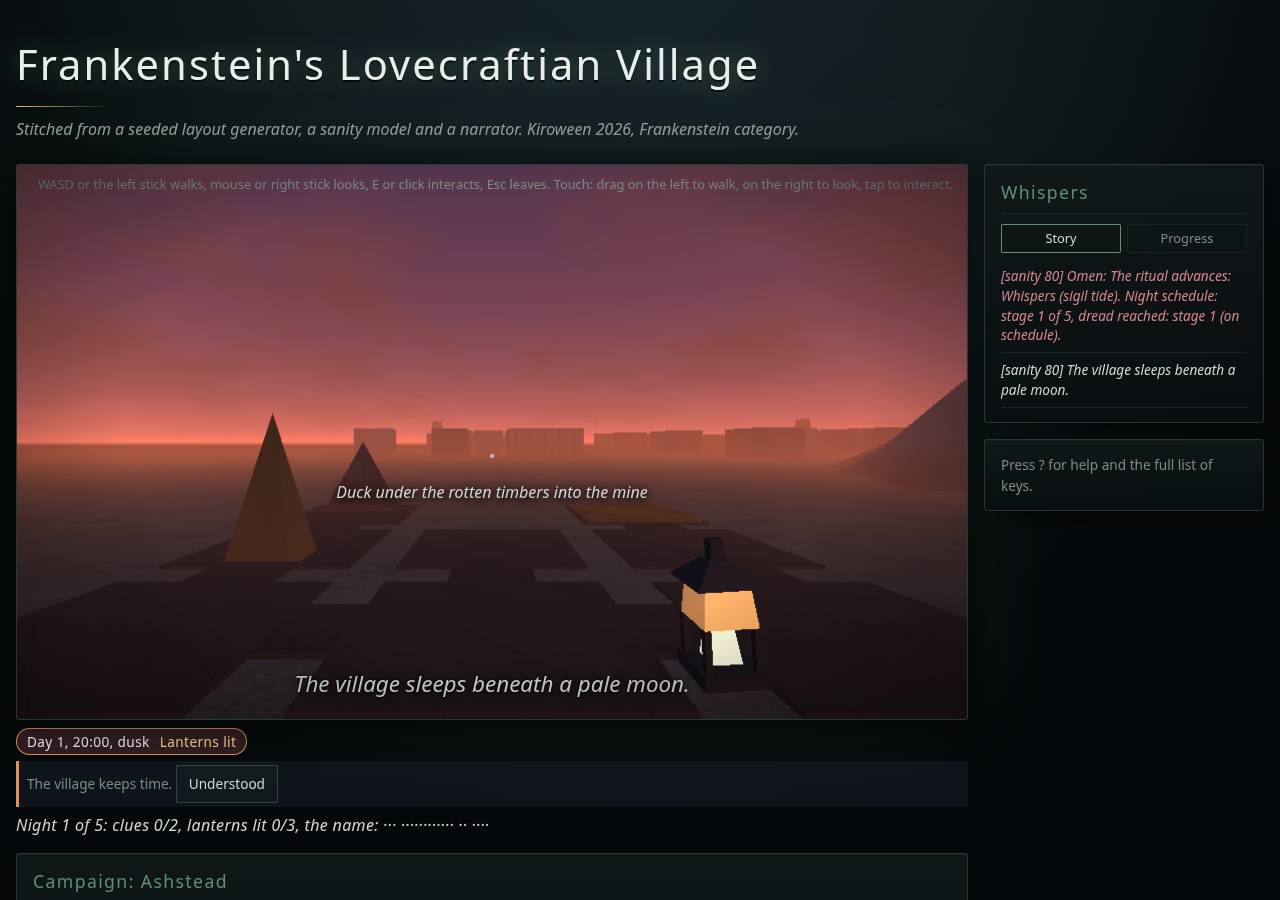 Frankenstein's Lovecraftian Village
Stitched from a seeded layout generator, a sanity model and a narrator. Kiroween 2026, Frankenstein category.
WASD or the left stick walks, mouse or right stick looks, E or click interacts, Esc leaves. Touch: drag on the left to walk, on the right to look, tap to interact.
Duck under the rotten timbers into the mine
The village sleeps beneath a pale moon.
Day 1, 20:00, dusk Lanterns lit
The village keeps time. Understood
Night 1 of 5: clues 0/2, lanterns lit 0/3, the name: ··· ············ ·· ····
Campaign: Ashstead
Whispers
Story Progress
[sanity 80] Omen: The ritual advances:
Whispers (sigil tide). Night schedule:
stage 1 of 5, dread reached: stage 1 (on
schedule).
[sanity 80] The village sleeps beneath a
pale moon.
Press ? for help and the full list of
keys.